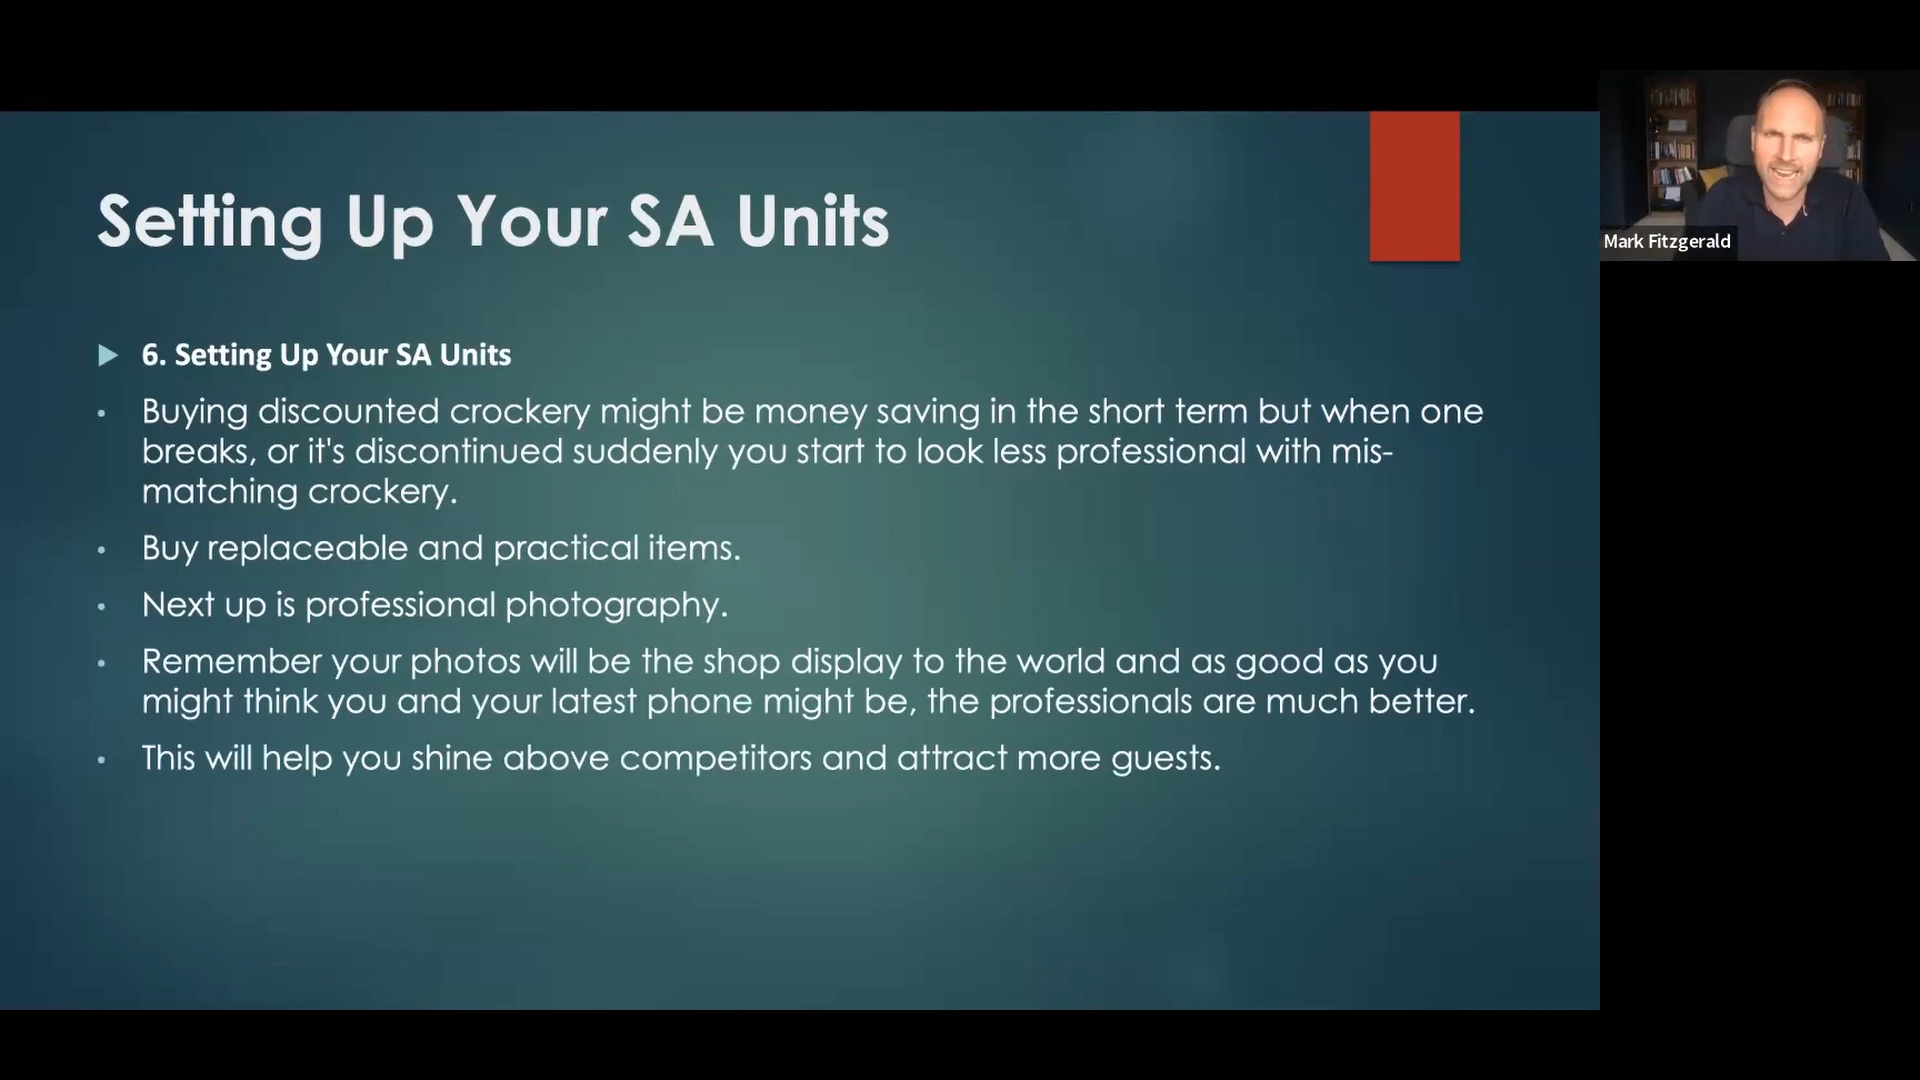 Setting Up Your SA Units
Mark Fitzgerald
6. Setting Up Your SA Units
Buying discounted crockery might be money saving in the short term but when one
breaks, or it's discontinued suddenly you start to look less professional with mis-
matching crockery.
Buy replaceable and practical items.
Next up is professional photography.
Remember your photos will be the shop display to the world and as good as you
might think you and your latest phone might be, the professionals are much better.
This will help you shine above competitors and attract more guests.